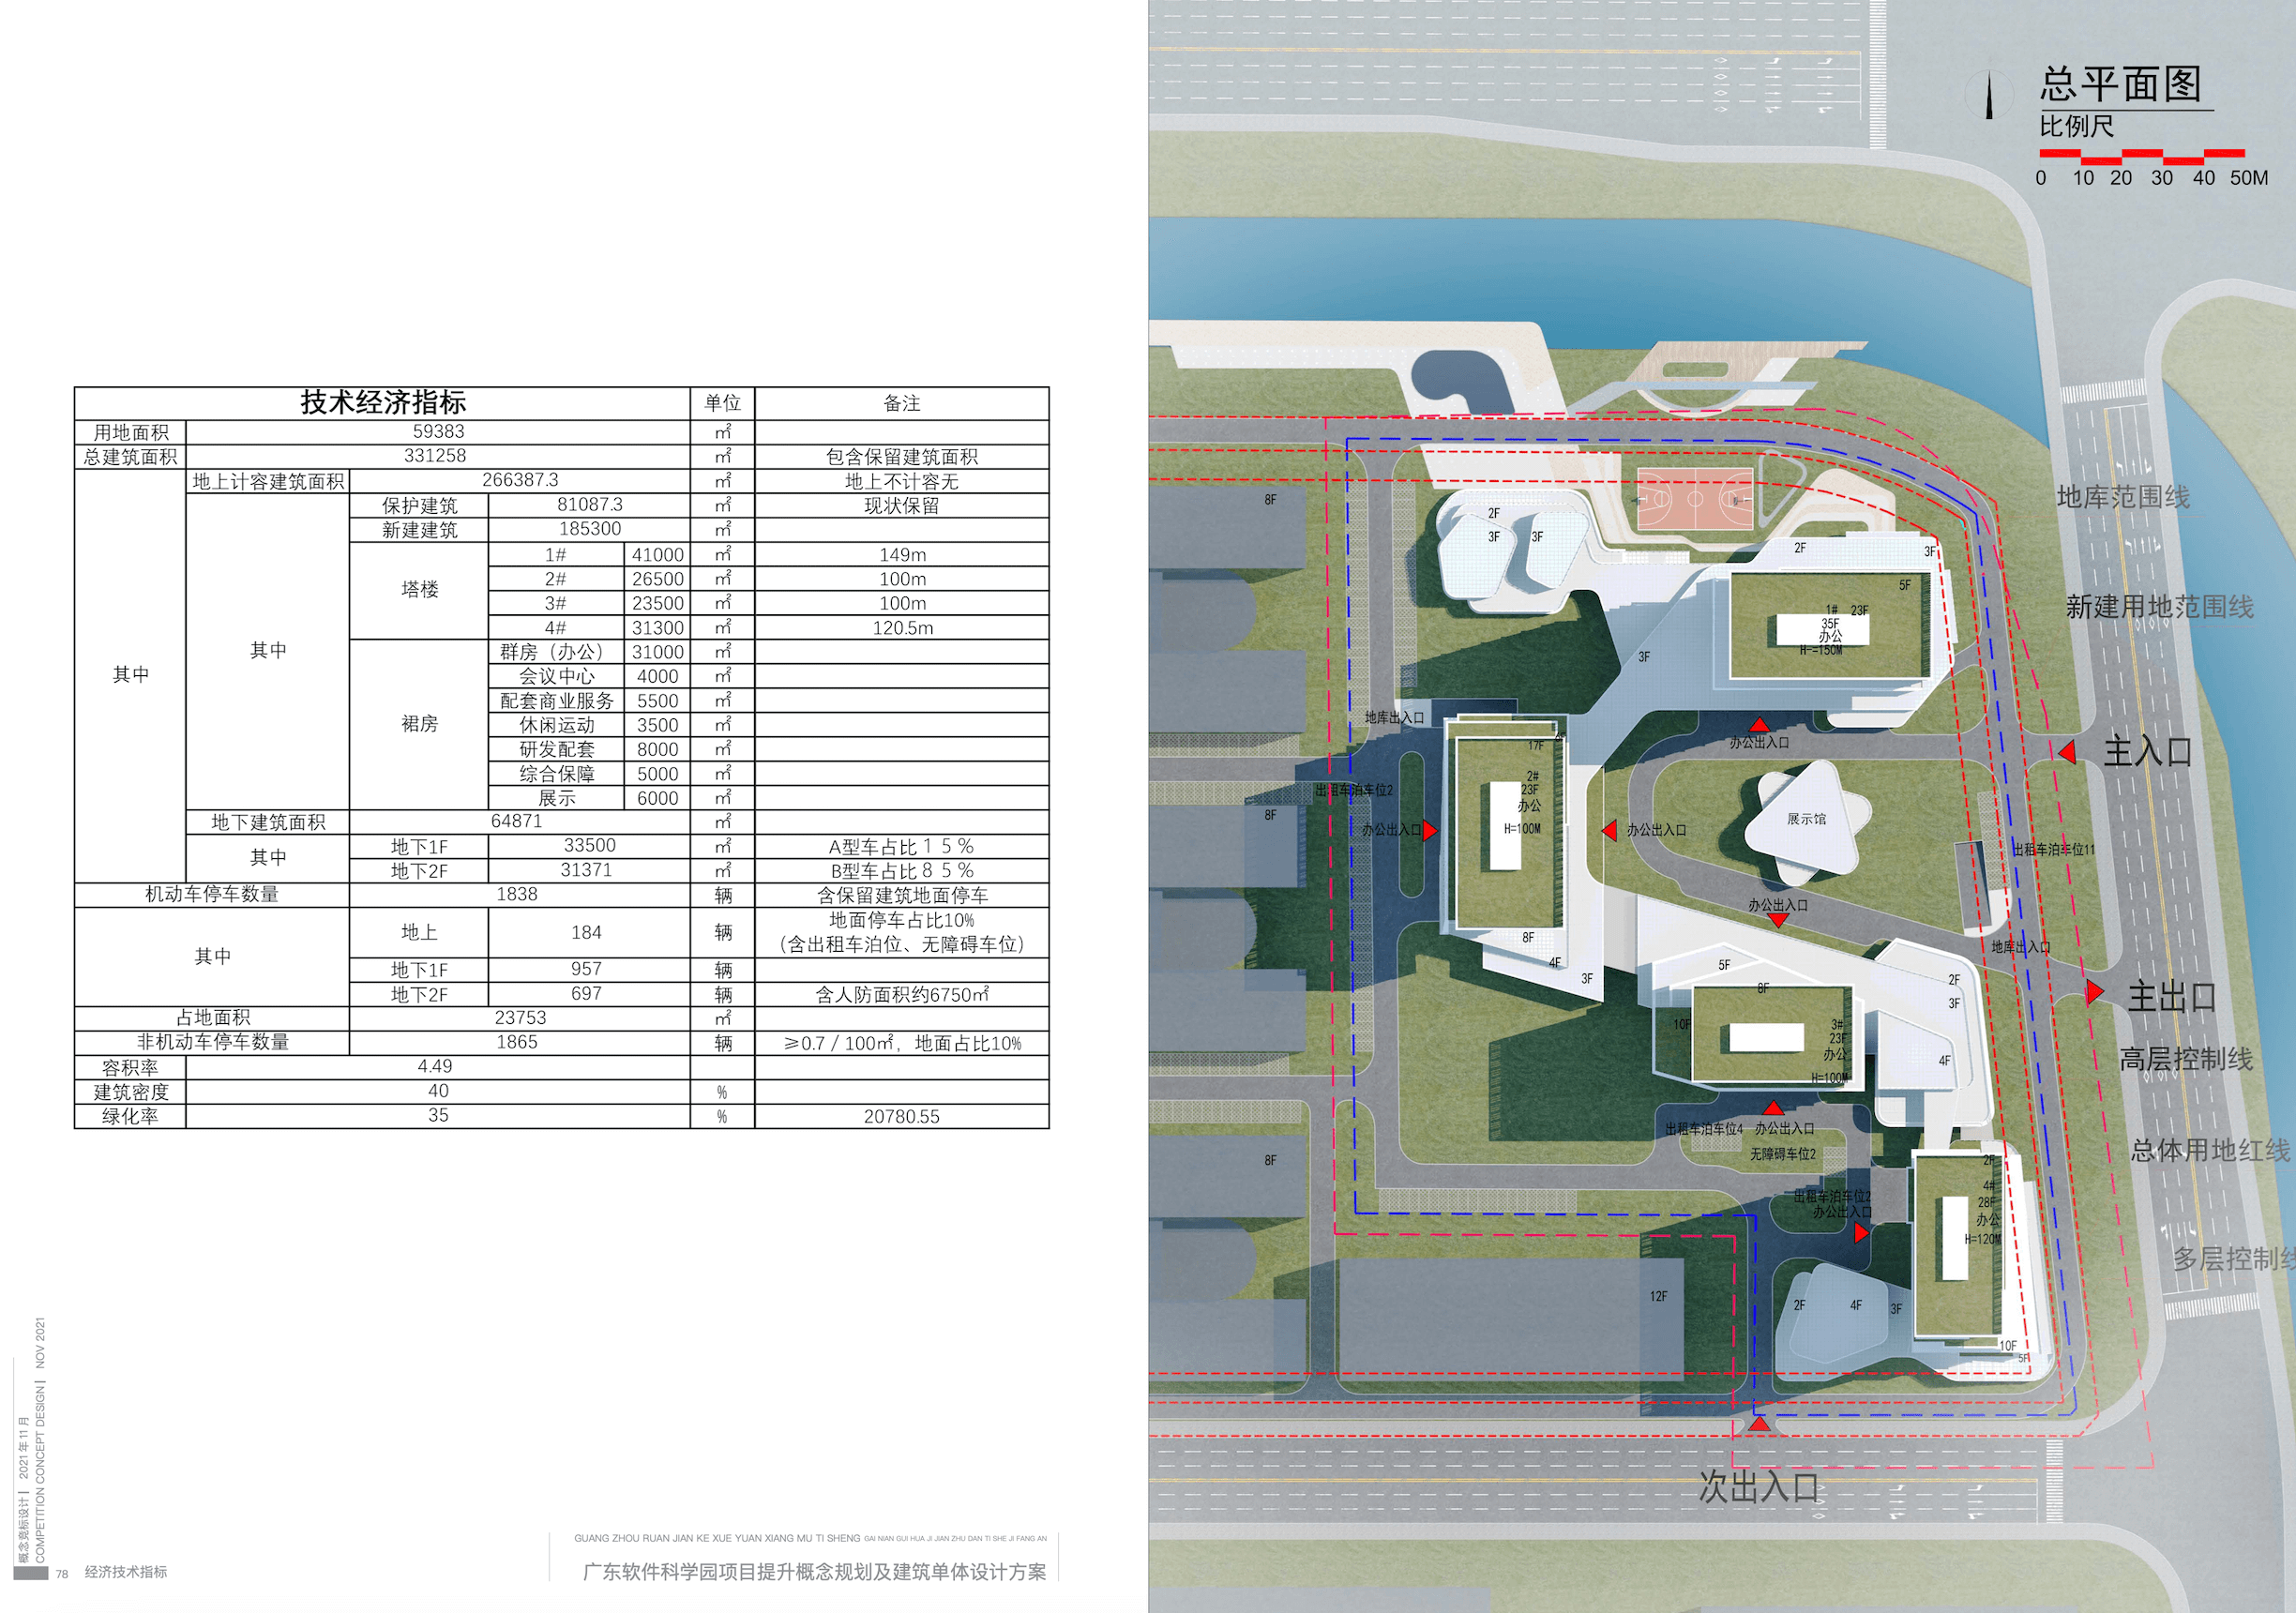 技术经济指标 单位 备注
用地面积 59383 ㎡
总建筑面积 331258 ㎡ 包含保留建筑面积
其中
地上计容建筑面积 266387.3 ㎡ 地上不计容无
其中
保护建筑 81087.3 ㎡ 现状保留
新建建筑 185300 ㎡
塔楼
1# 41000 ㎡ 149m
2# 26500 ㎡ 100m
3# 23500 ㎡ 100m
4# 31300 ㎡ 120.5m
裙房
群房（办公） 31000 ㎡
会议中心 4000 ㎡
配套商业服务 5500 ㎡
休闲运动 3500 ㎡
研发配套 8000 ㎡
综合保障 5000 ㎡
展示 6000 ㎡
地下建筑面积 64871 ㎡
其中
地下1F 33500 ㎡ A型车占比１５％
地下2F 31371 ㎡ B型车占比８５％
机动车停车数量 1838 辆 含保留建筑地面停车
其中
地上 184 辆 地面停车占比10%
（含出租车泊位、无障碍车位）
地下1F 957 辆
地下2F 697 辆 含人防面积约6750㎡
占地面积 23753 ㎡
非机动车停车数量 1865 辆 ≥0.7 / 100㎡，地面占比10%
容积率 4.49
建筑密度 40 %
绿化率 35 % 20780.55
概念竞标设计 | 2021年11月
COMPETITION CONCEPT DESIGN | NOV 2021
78 经济技术指标
GUANG ZHOU RUAN JIAN KE XUE YUAN XIANG MU TI SHENG GAI NIAN GUI HUA JI JIAN ZHU DAN TI SHE JI FANG AN
广东软件科学园项目提升概念规划及建筑单体设计方案
总平面图
比例尺
0 10 20 30 40 50M
地库范围线
新建用地范围线
主入口
主出口
高层控制线
总体用地红线
多层控制线
次出入口
8F
2F
3F
3F
2F
3F
5F
1# 23F
35F
办公
H-=150M
3F
地库出入口
办公出入口
17F
2#
23F
办公
H=100M
出租车泊车位2
8F
办公出入口
办公出入口
展示馆
出租车泊车位11
办公出入口
地库出入口
8F
4F
3F
5F
8F
10F
3#
23F
办公
H=100M
2F
3F
4F
出租车泊车位4
办公出入口
无障碍车位2
8F
出租车泊车位2
办公出入口
2F
4#
28F
办公
H=120M
12F
2F
4F
3F
10F
5F